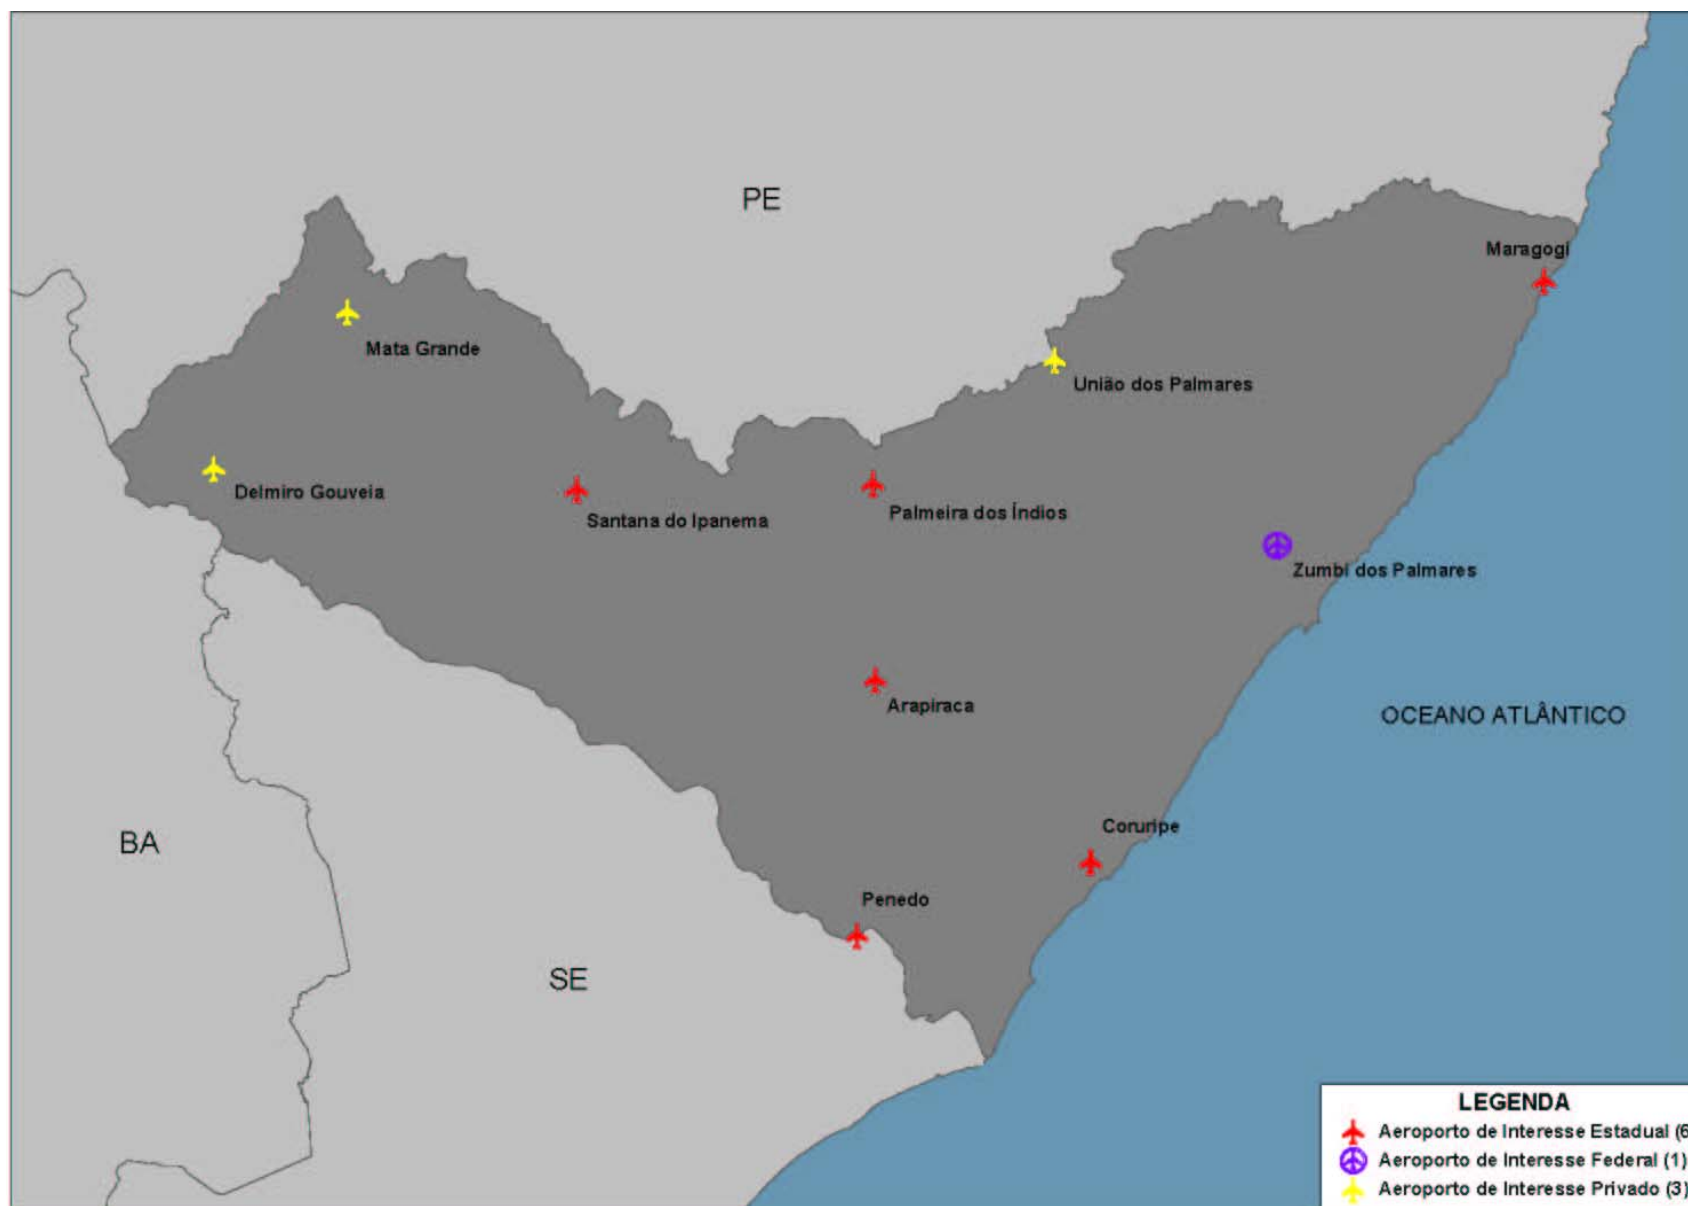 PE
Maragogi
Mata Grande
União dos Palmares
Delmiro Gouveia
Santana do Ipanema
Palmeira dos Índios
Zumbi dos Palmares
Arapiraca
OCEANO ATLÂNTICO
Coruripe
BA
Penedo
SE
LEGENDA
Aeroporto de Interesse Estadual (6
Aeroporto de Interesse Federal (1)
Aeroporto de Interesse Privado (3)